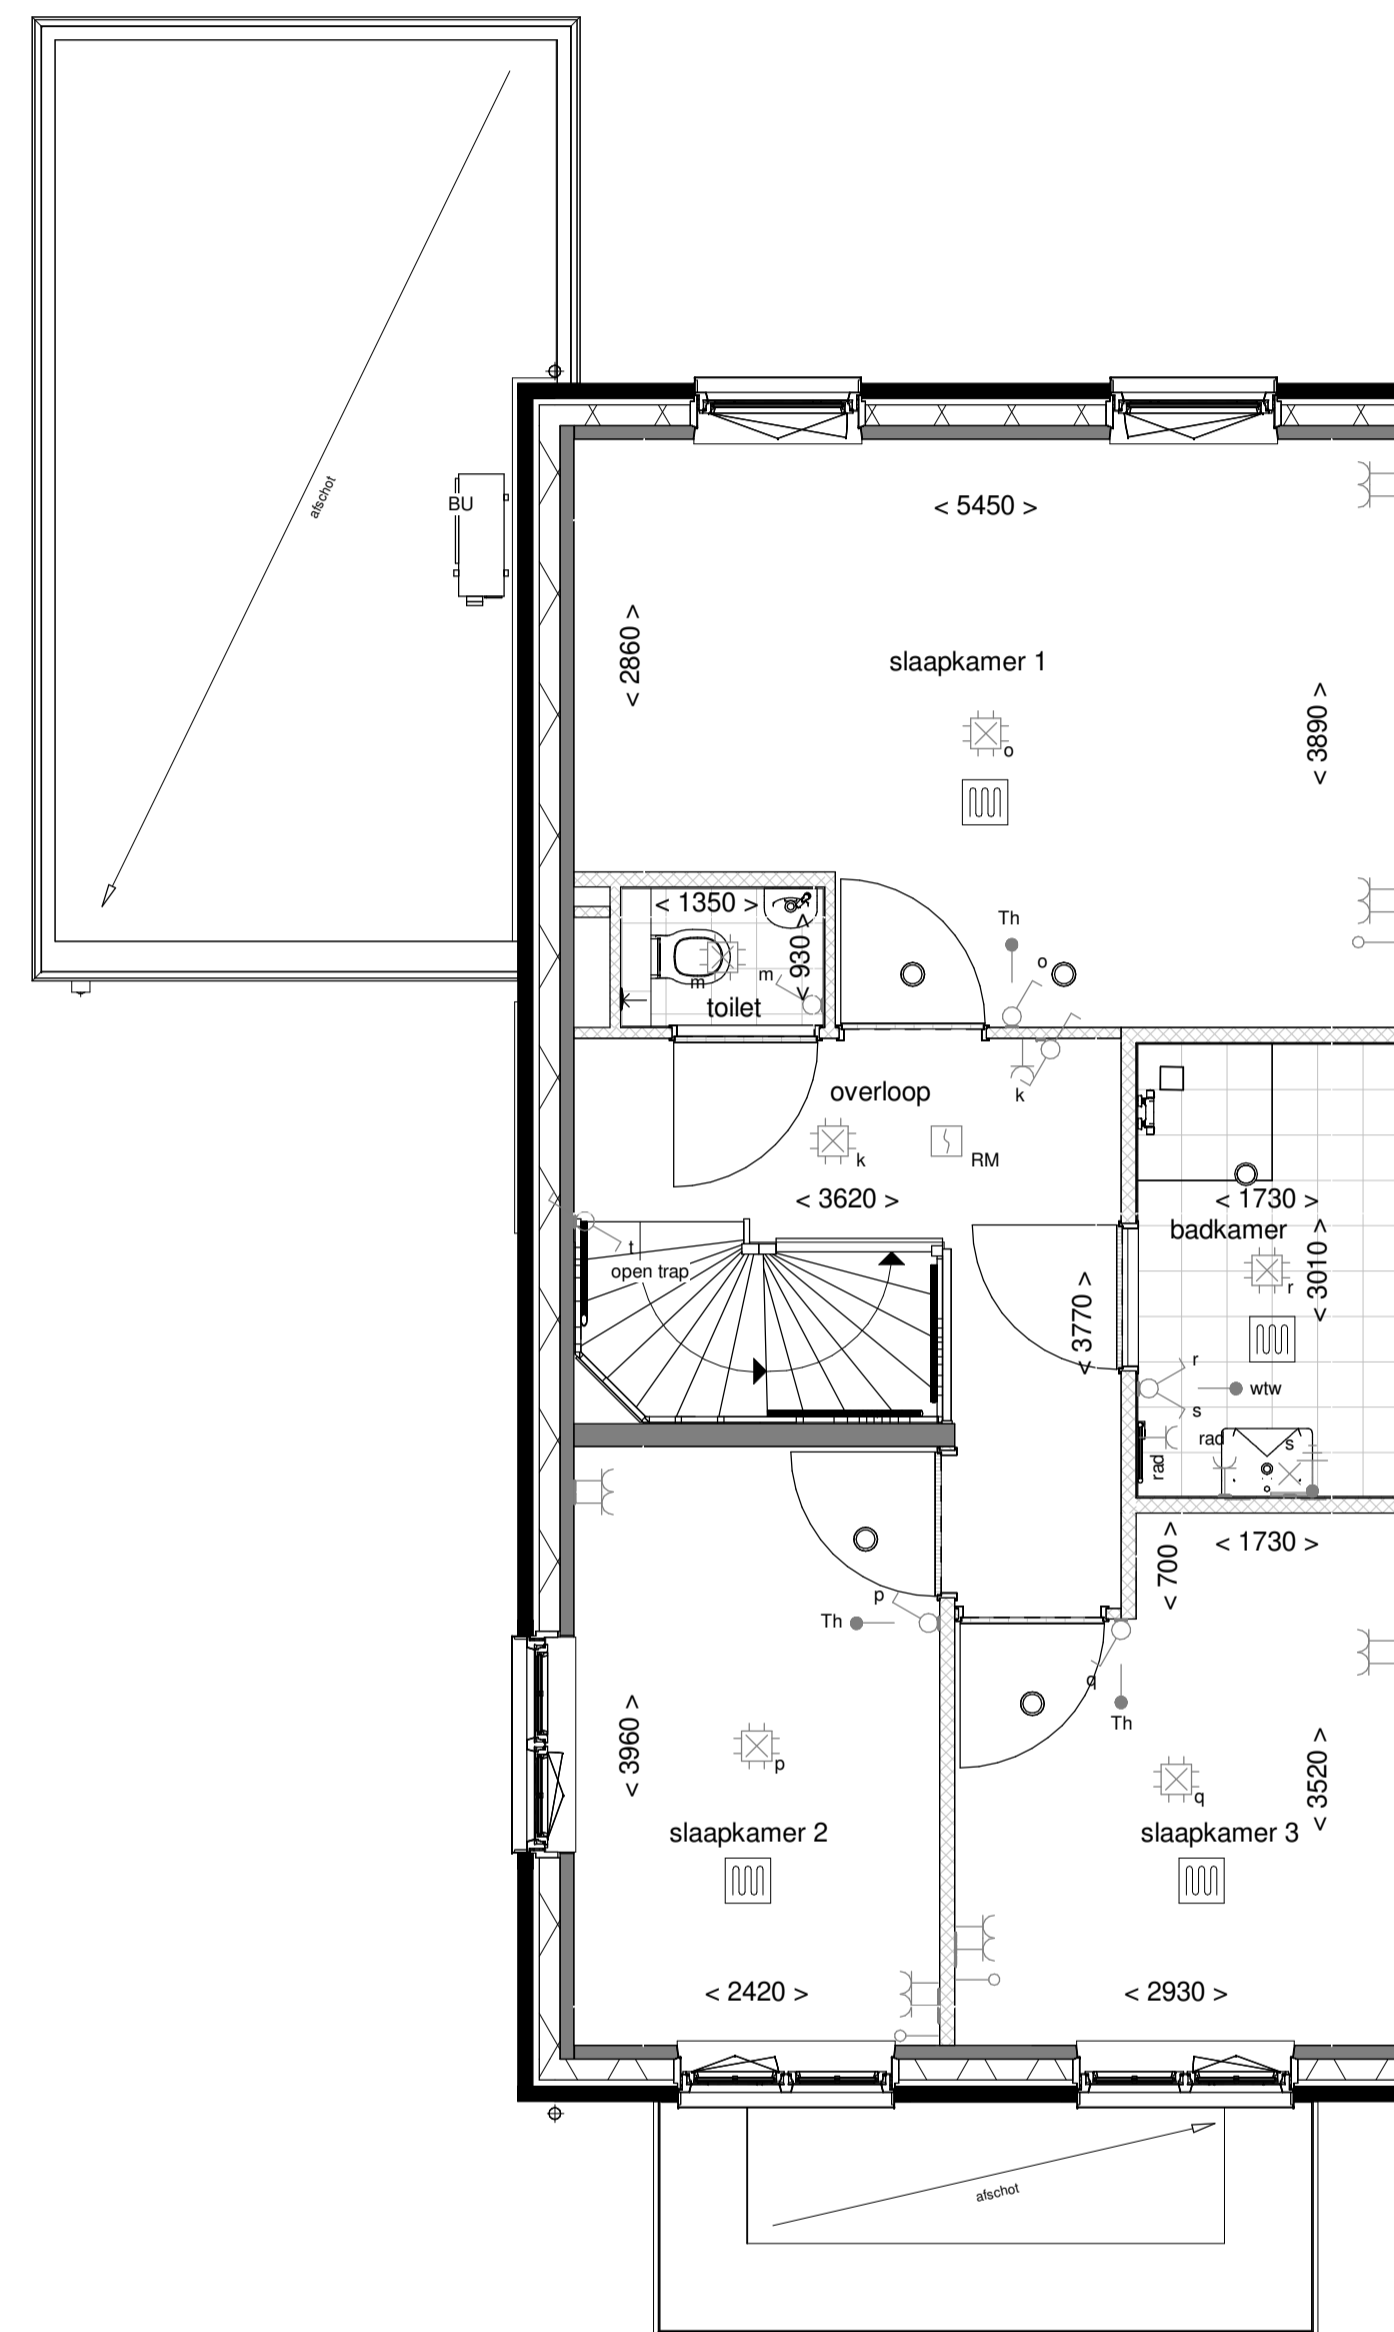 afschot
BU
< 5450 >
< 2860 >
slaapkamer 1
< 3890 >
o
< 1350 >
< 930 >
m
m
toilet
Th
o
k
overloop
k
RM
< 3620 >
< 1730 >
badkamer
r
< 3010 >
t
open trap
< 3770 >
r
wtw
s
rad
s
rad
< 700 >
< 1730 >
p
Th
q
Th
< 3960 >
p
slaapkamer 2
q
slaapkamer 3
< 3520 >
< 2420 >
< 2930 >
afschot